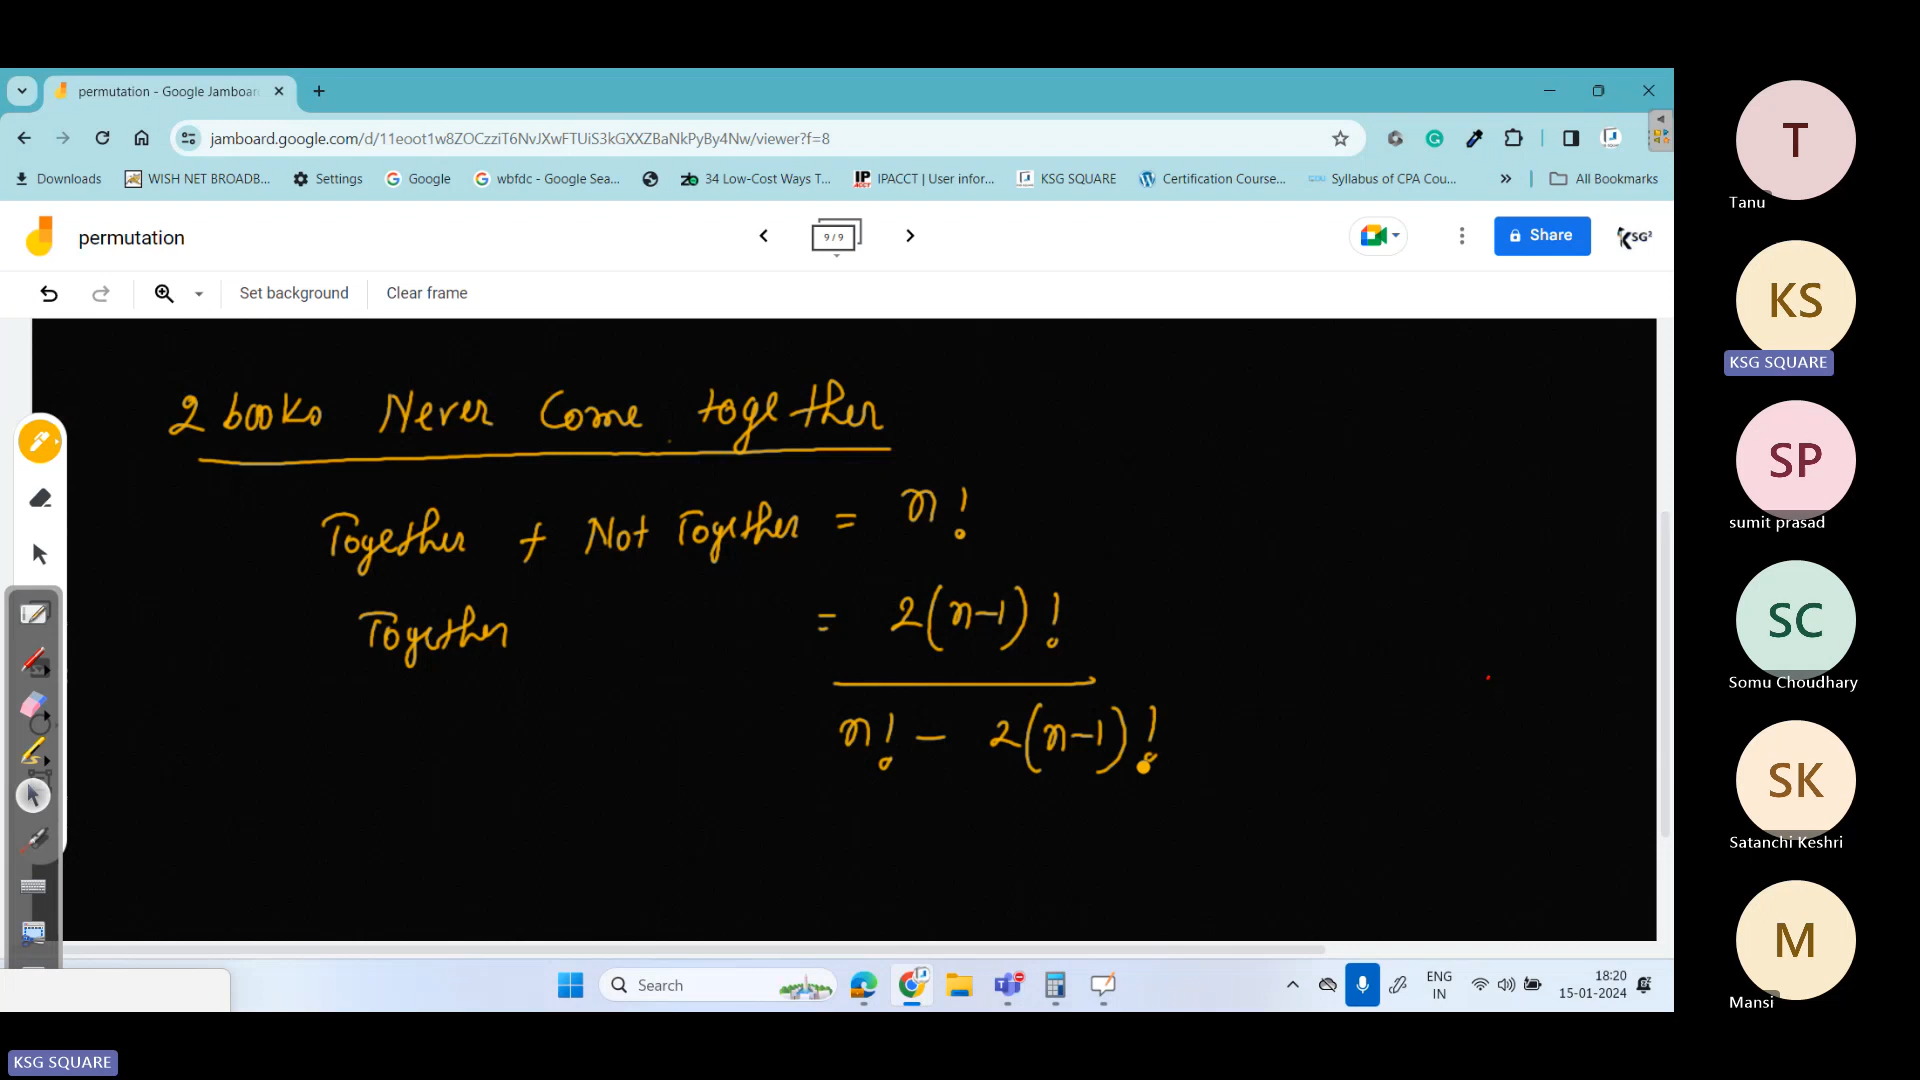 permutation - Google Jamboar
jamboard.google.com/d/11eoot1w8ZOCzziT6NvJXwFTUiS3kGXXZBaNkPyBy4Nw/viewer?f=8
Downloads WISH NET BROADB... Settings Google wbfdc - Google Sea... 34 Low-Cost Ways T... IPACCT | User infor... KSG SQUARE Certification Course... Syllabus of CPA Cou... » All Bookmarks
permutation 9 / 9 Share KSG²
Set background Clear frame
2 books Never Come together
Together + Not Together = n!
Together = 2(n-1)!
n! - 2(n-1)!
Search
ENG
IN
18:20
15-01-2024
KSG SQUARE
T
Tanu
KS
KSG SQUARE
SP
sumit prasad
SC
Somu Choudhary
SK
Satanchi Keshri
M
Mansi